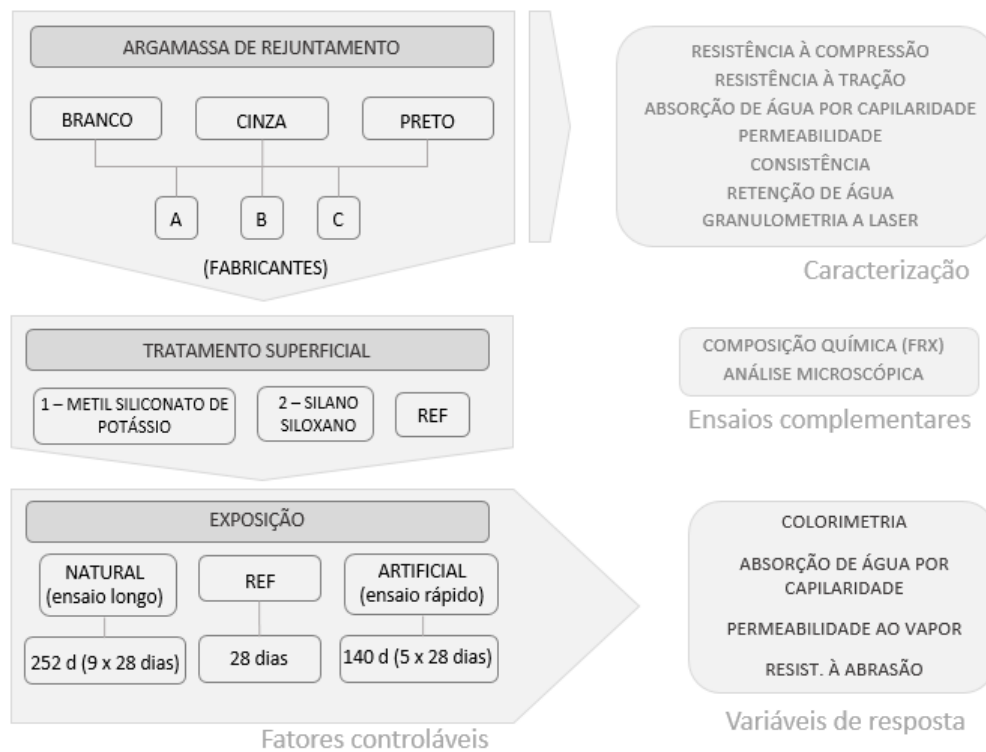 ARGAMASSA DE REJUNTAMENTO
BRANCO
CINZA
PRETO
A
B
C
(FABRICANTES)
RESISTÊNCIA À COMPRESSÃO
RESISTÊNCIA À TRAÇÃO
ABSORÇÃO DE ÁGUA POR CAPILARIDADE
PERMEABILIDADE
CONSISTÊNCIA
RETENÇÃO DE ÁGUA
GRANULOMETRIA A LASER
Caracterização
TRATAMENTO SUPERFICIAL
1 – METIL SILICONATO DE
POTÁSSIO
2 – SILANO
SILOXANO
REF
COMPOSIÇÃO QUÍMICA (FRX)
ANÁLISE MICROSCÓPICA
Ensaios complementares
EXPOSIÇÃO
NATURAL
(ensaio longo)
REF
ARTIFICIAL
(ensaio rápido)
252 d (9 x 28 dias)
28 dias
140 d (5 x 28 dias)
Fatores controláveis
COLORIMETRIA
ABSORÇÃO DE ÁGUA POR
CAPILARIDADE
PERMEABILIDADE AO VAPOR
RESIST. À ABRASÃO
Variáveis de resposta